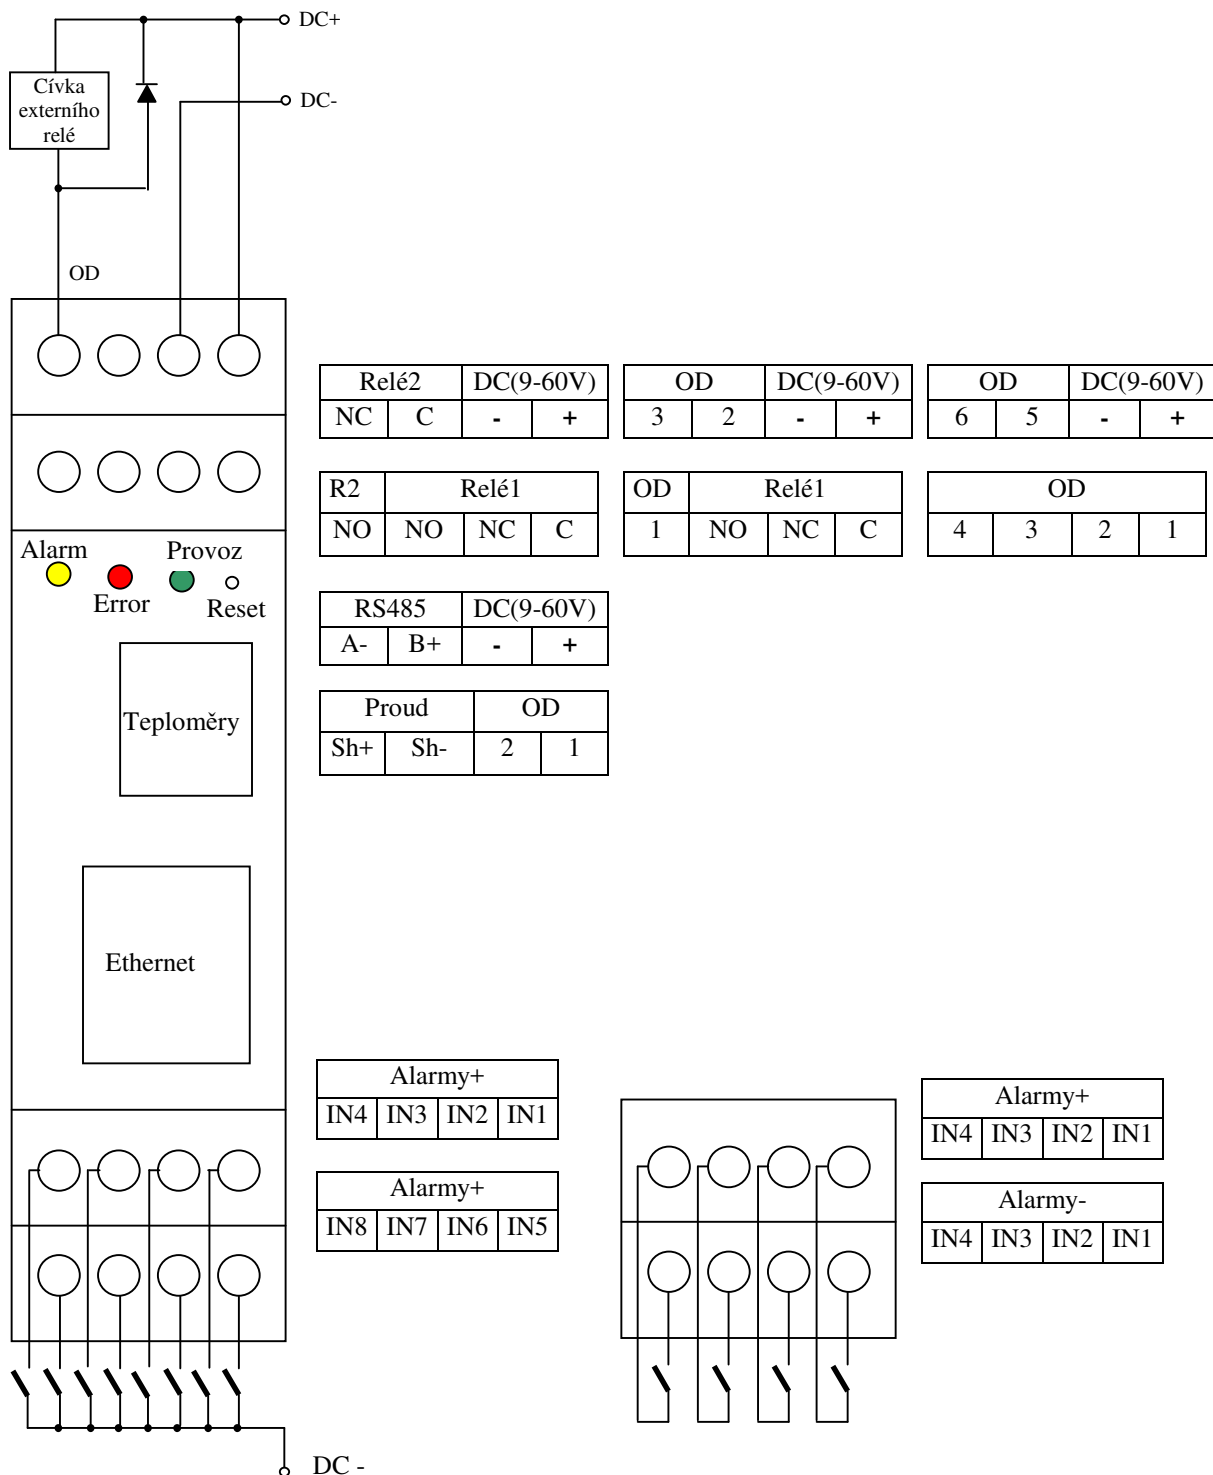 DC+
Cívka
externího
relé
DC-
OD
Relé2 DC(9-60V)
NC C - +
OD DC(9-60V)
3 2 - +
OD DC(9-60V)
6 5 - +
R2 Relé1
NO NO NC C
OD Relé1
1 NO NC C
OD
4 3 2 1
Alarm Provoz
Error Reset
RS485 DC(9-60V)
A- B+ - +
Proud OD
Sh+ Sh- 2 1
Teploměry
Ethernet
Alarmy+
IN4 IN3 IN2 IN1
Alarmy+
IN8 IN7 IN6 IN5
Alarmy+
IN4 IN3 IN2 IN1
Alarmy-
IN4 IN3 IN2 IN1
DC -